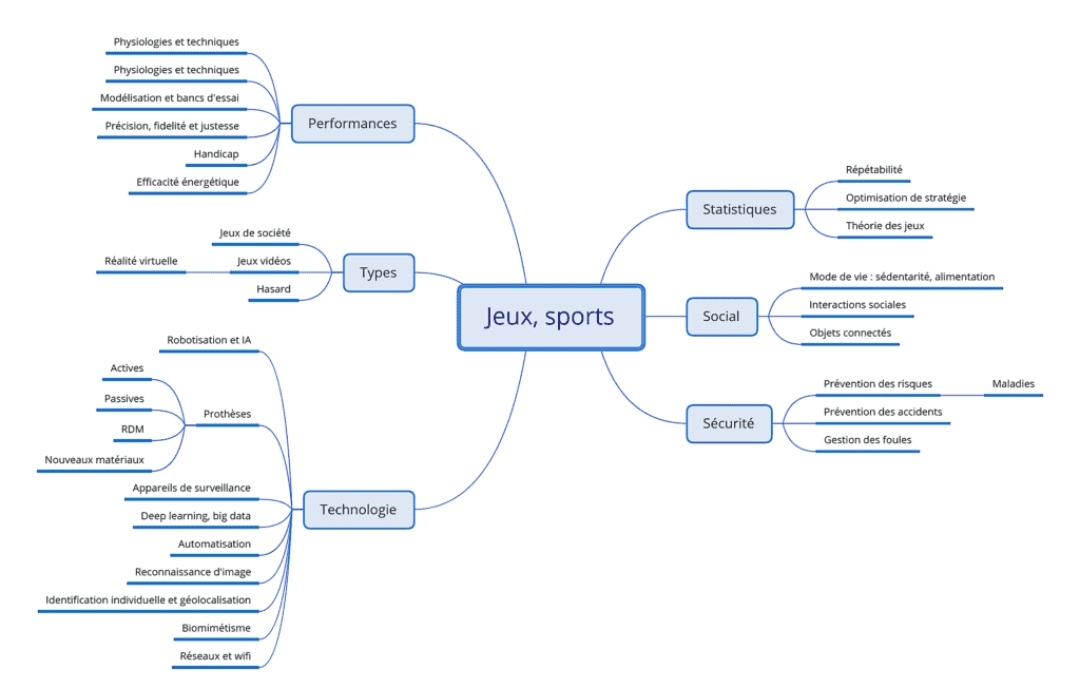 Jeux, sports
Performances
Physiologies et techniques
Physiologies et techniques
Modélisation et bancs d'essai
Précision, fidelité et justesse
Handicap
Efficacité énergétique
Types
Jeux de société
Jeux vidéos
Réalité virtuelle
Hasard
Technologie
Robotisation et IA
Prothèses
Actives
Passives
RDM
Nouveaux matériaux
Appareils de surveillance
Deep learning, big data
Automatisation
Reconnaissance d'image
Identification individuelle et géolocalisation
Biomimétisme
Réseaux et wifi
Statistiques
Répétabilité
Optimisation de stratégie
Théorie des jeux
Social
Mode de vie : sédentarité, alimentation
Interactions sociales
Objets connectés
Sécurité
Prévention des risques
Maladies
Prévention des accidents
Gestion des foules